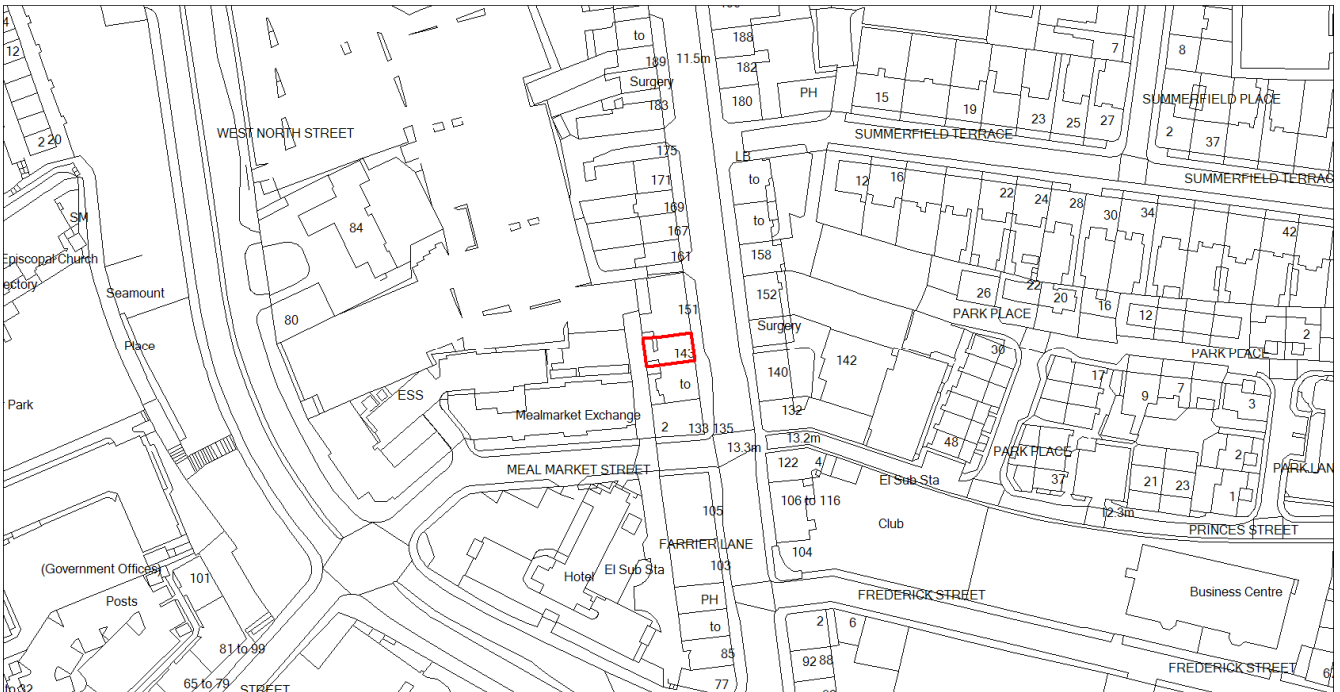 to
188
189
11.5m
7
8
12
182
Surgery
183
180
PH
15
19
SUMMERFIELD PLACE
23
25
27
2
37
WEST NORTH STREET
SUMMERFIELD TERRACE
2
20
175
LB
171
to
12
16
SUMMERFIELD TERRAC
22
24
28
30
34
169
SM
84
167
to
42
Episcopal Church
161
158
ectory
Seamount
22
26
20
16
12
152
151
PARK PLACE
80
Surgery
2
Place
30
PARK PLACE
143
142
140
17
9
7
3
to
ESS
Park
Mealmarket Exchange
132
2
133
135
13.3m
13.2m
48
PARK PLACE
2
MEAL MARKET STREET
122
4
PARK LAN
El Sub Sta
37
21
23
1
106 to 116
105
12.3m
Club
PRINCES STREET
FARRIER LANE
104
103
(Government Offices)
El Sub Sta
Hotel
101
Business Centre
Posts
PH
FREDERICK STREET
to
2
6
81 to 99
85
92
88
FREDERICK STREET
65 to 79
STREET
77